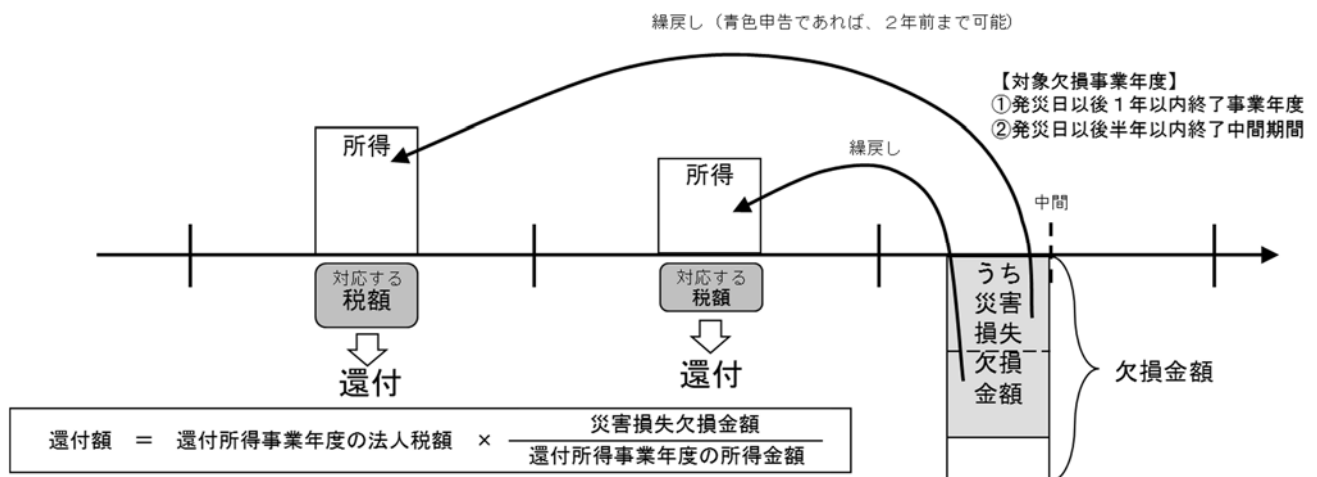 繰戻し（青色申告であれば、２年前まで可能）
【対象欠損事業年度】
①発災日以後１年以内終了事業年度
②発災日以後半年以内終了中間期間
所得
所得
繰戻し
中間
対応する
税額
対応する
税額
還付
還付
うち
災害
損失
欠損
金額
欠損金額
還付額 ＝ 還付所得事業年度の法人税額 × 災害損失欠損金額
還付所得事業年度の所得金額